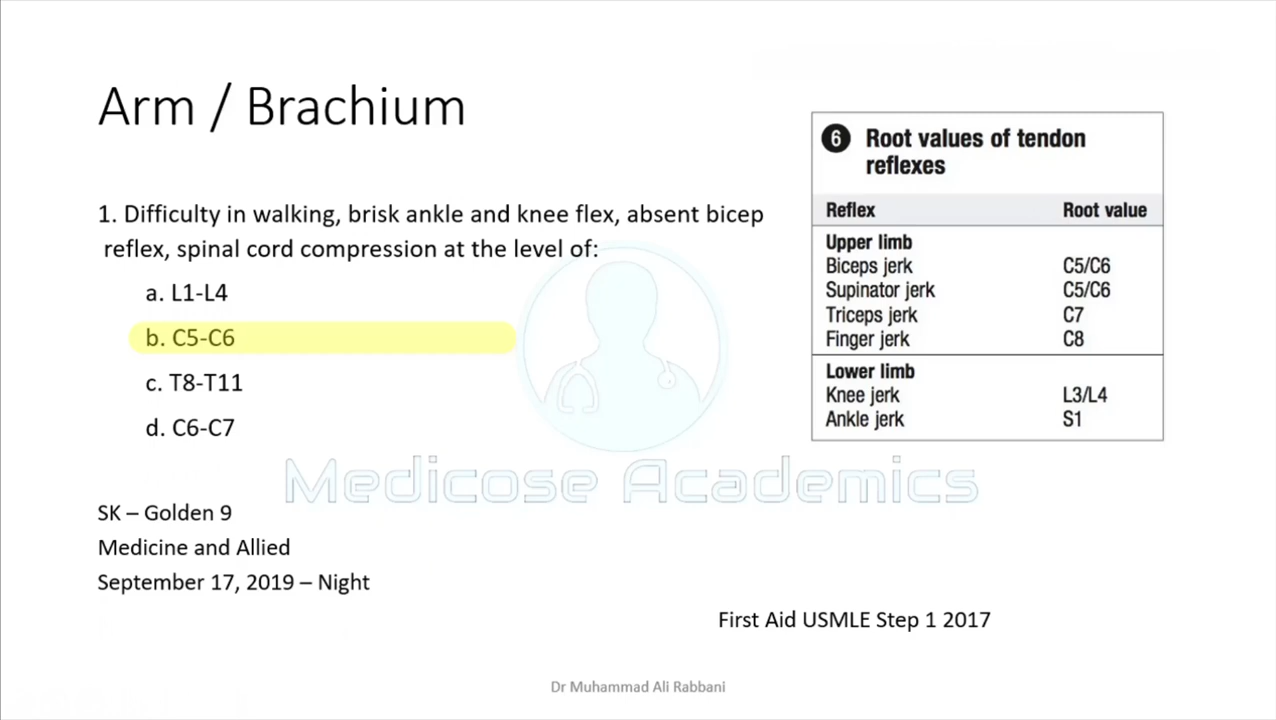 Arm / Brachium
1. Difficulty in walking, brisk ankle and knee flex, absent bicep
reflex, spinal cord compression at the level of:
a. L1-L4
b. C5-C6
c. T8-T11
d. C6-C7
SK – Golden 9
Medicine and Allied
September 17, 2019 – Night
6 Root values of tendon
reflexes
Reflex Root value
Upper limb
Biceps jerk C5/C6
Supinator jerk C5/C6
Triceps jerk C7
Finger jerk C8
Lower limb
Knee jerk L3/L4
Ankle jerk S1
Medicose Academics
First Aid USMLE Step 1 2017
Dr Muhammad Ali Rabbani